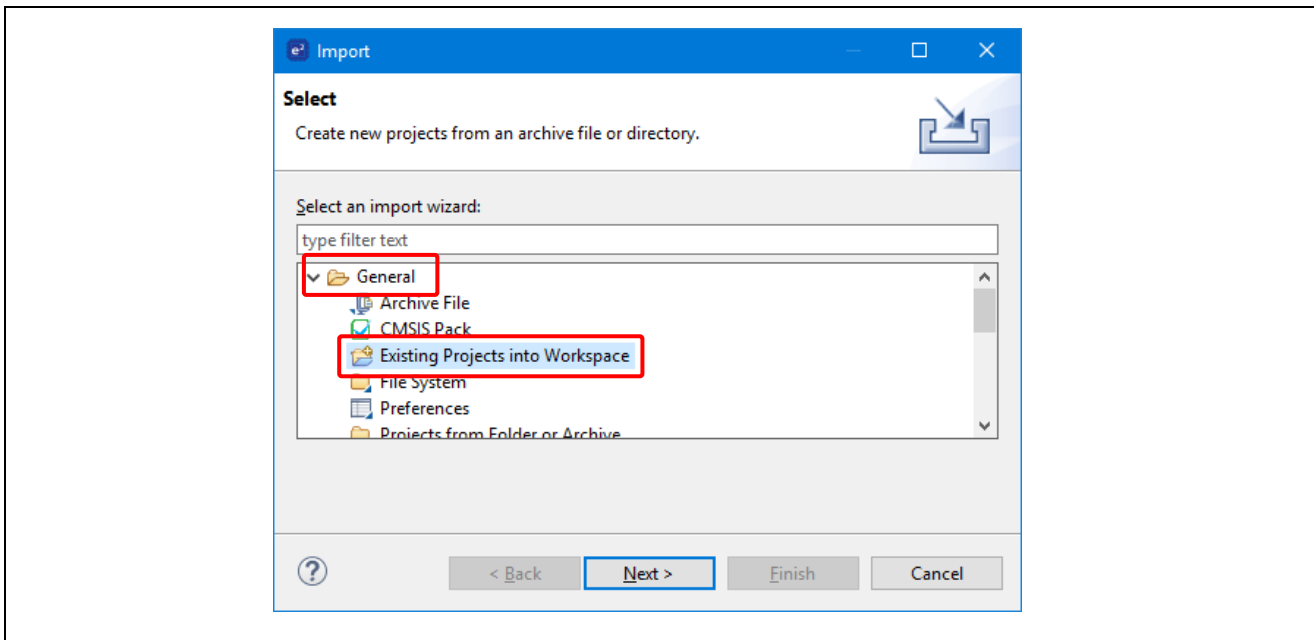 e² Import
Select
Create new projects from an archive file or directory.
Select an import wizard:
type filter text
General
Archive File
CMSIS Pack
Existing Projects into Workspace
File System
Preferences
Projects from Folder or Archive
? < Back Next > Finish Cancel